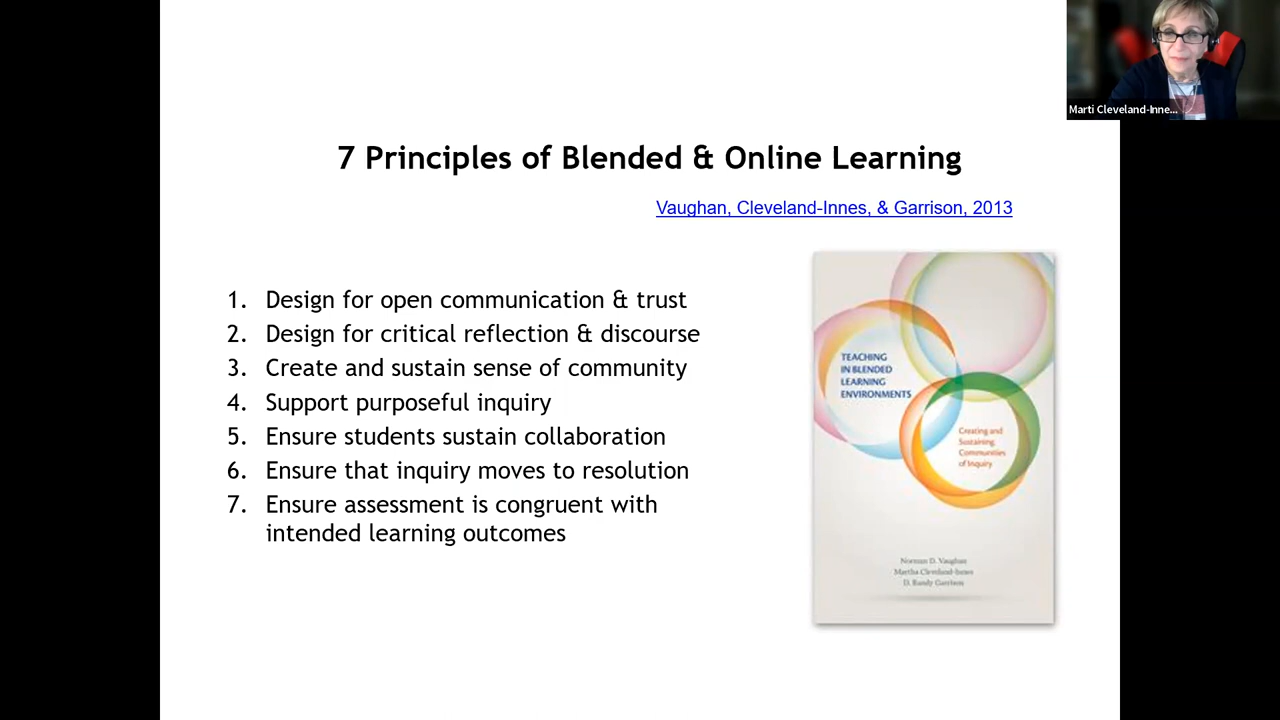 Marti Cleveland-Inne...
7 Principles of Blended & Online Learning
Vaughan, Cleveland-Innes, & Garrison, 2013
1. Design for open communication & trust
2. Design for critical reflection & discourse
3. Create and sustain sense of community
4. Support purposeful inquiry
5. Ensure students sustain collaboration
6. Ensure that inquiry moves to resolution
7. Ensure assessment is congruent with
intended learning outcomes
TEACHING
IN BLENDED
LEARNING
ENVIRONMENTS
Creating and
Sustaining
Communities
of Inquiry
Norman D. Vaughan
Martha Cleveland-Innes
D. Randy Garrison